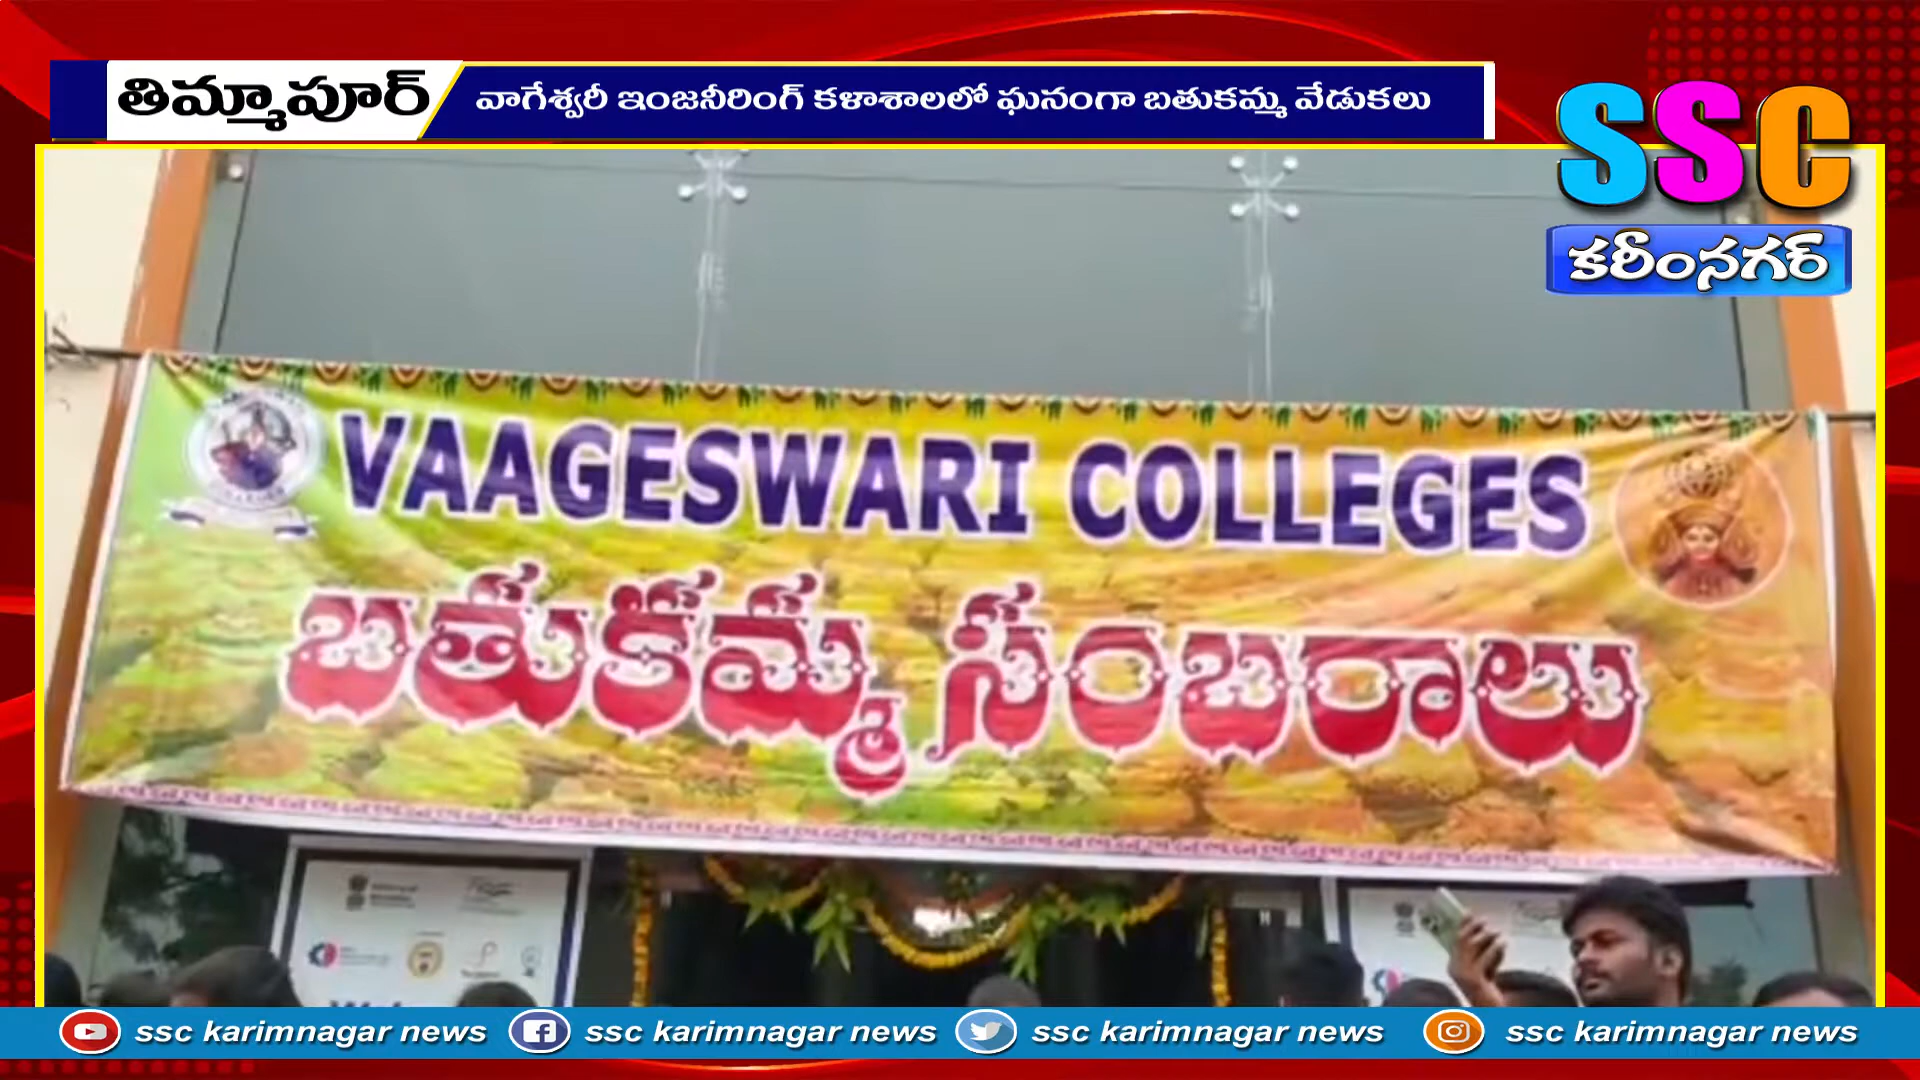 తిమ్మాపూర్
వాగేశ్వరీ ఇంజనీరింగ్ కళాశాలలో ఘనంగా బతుకమ్మ వేడుకలు
SSC
కరీంనగర్
VAAGESWARI COLLEGES
బతుకమ్మ సంబరాలు
ssc karimnagar news ssc karimnagar news ssc karimnagar news ssc karimnagar news